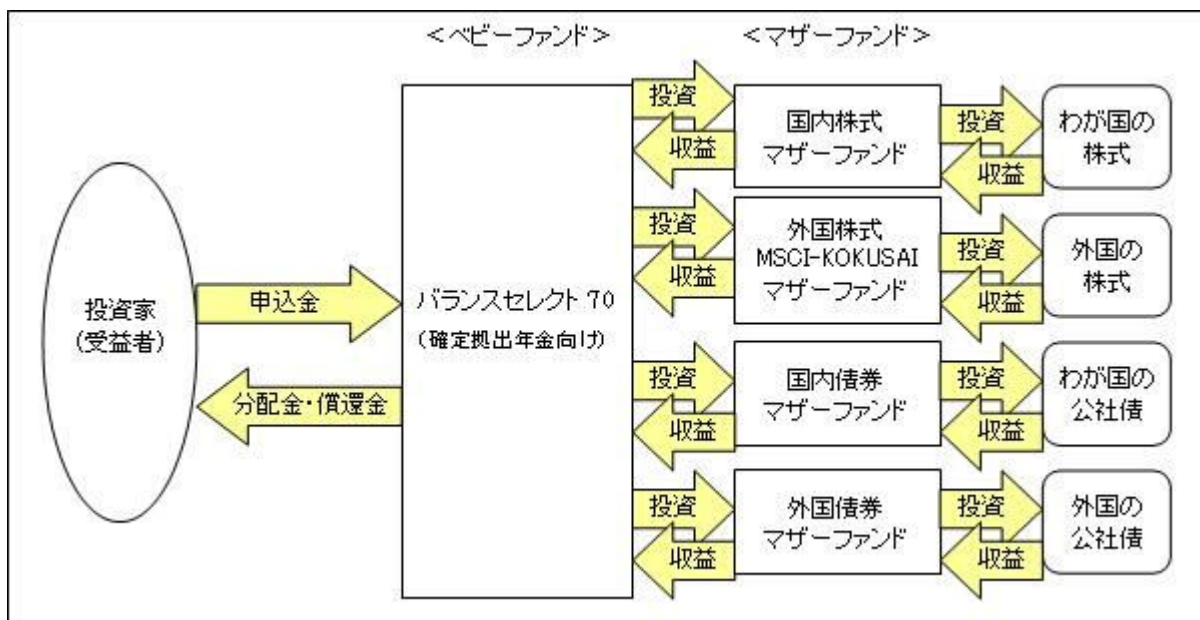 ＜ベビーファンド＞
＜マザーファンド＞
投資家
(受益者)
申込金
分配金・償還金
バランスセレクト 70
(確定拠出年金向け)
投資
収益
国内株式
マザーファンド
投資
収益
わが国の
株式
投資
収益
外国株式
MSCI-KOKUSAI
マザーファンド
投資
収益
外国の
株式
投資
収益
国内債券
マザーファンド
投資
収益
わが国の
公社債
投資
収益
外国債券
マザーファンド
投資
収益
外国の
公社債